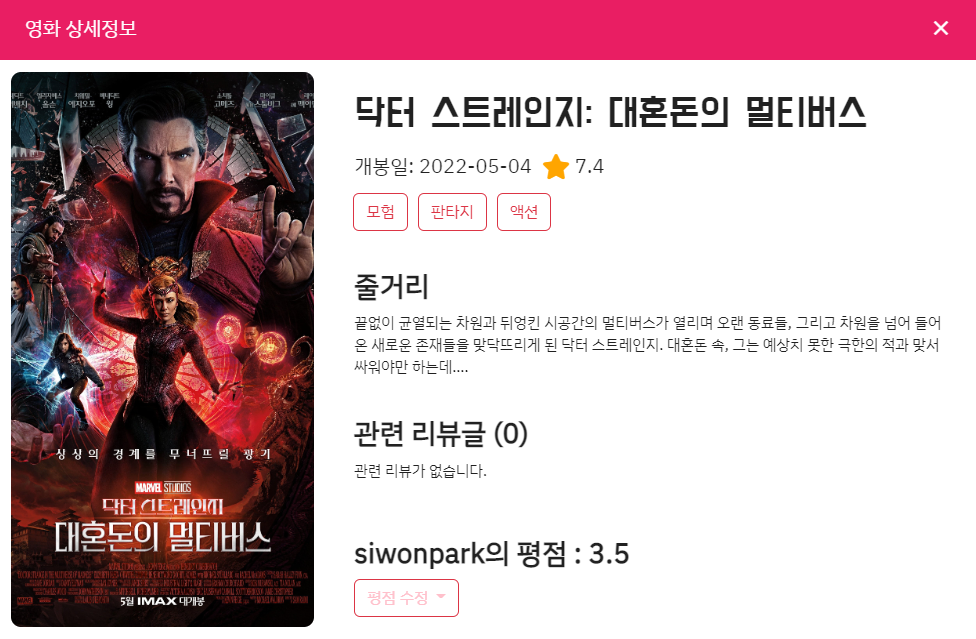 영화 상세정보
닥터 스트레인지: 대혼돈의 멀티버스
개봉일: 2022-05-04 7.4
모험 판타지 액션
줄거리
끝없이 균열되는 차원과 뒤엉킨 시공간의 멀티버스가 열리며 오랜 동료들, 그리고 차원을 넘어 들어
온 새로운 존재들을 맞닥뜨리게 된 닥터 스트레인지. 대혼돈 속, 그는 예상치 못한 극한의 적과 맞서
싸워야만 하는데….
관련 리뷰글 (0)
관련 리뷰가 없습니다.
siwonpark의 평점 : 3.5
평점 수정
상상의 경계를 무너뜨릴 광기
MARVEL STUDIOS
닥터 스트레인지
대혼돈의 멀티버스
5월 IMAX 대개봉